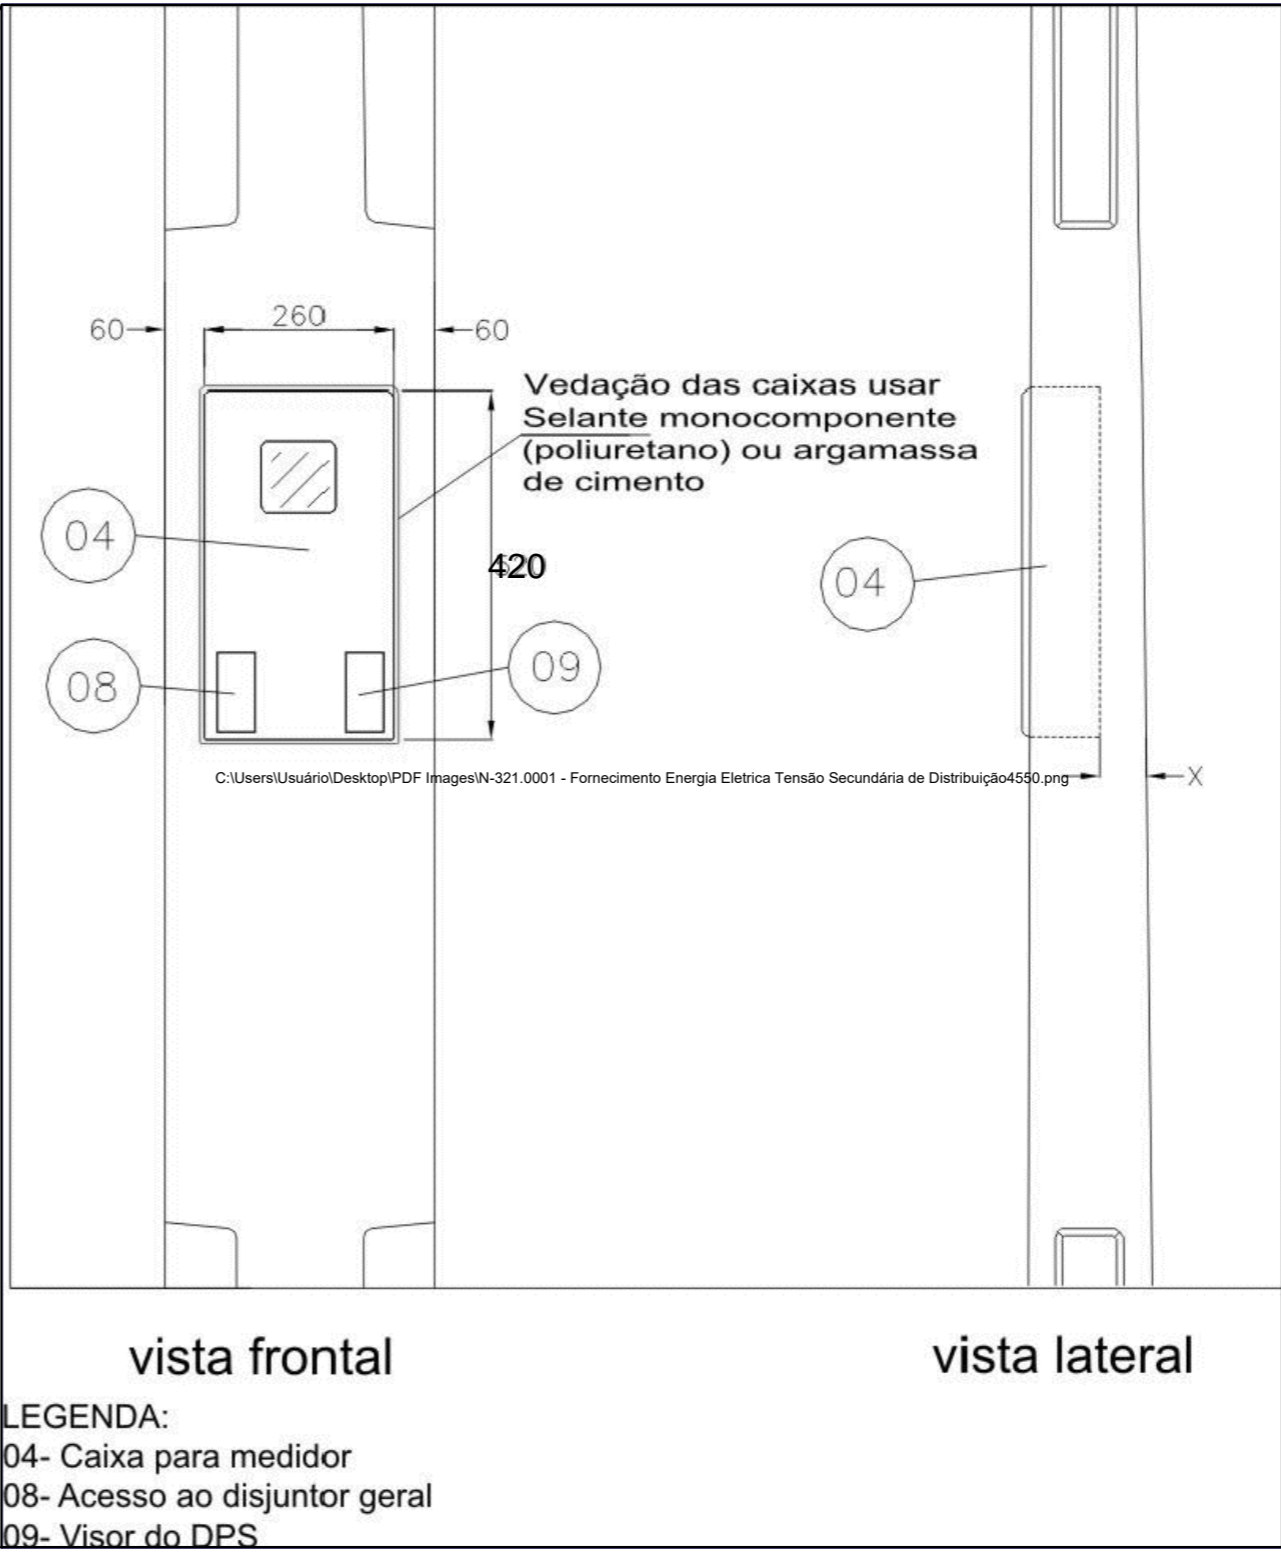 60
260
60
Vedação das caixas usar
Selante monocomponente
(poliuretano) ou argamassa
de cimento
04
420
04
08
09
C:\Users\Usuário\Desktop\PDF Images\N-321.0001 - Fornecimento Energia Eletrica Tensão Secundária de Distribuição4550.png
X
vista frontal
vista lateral
LEGENDA:
04- Caixa para medidor
08- Acesso ao disjuntor geral
09- Visor do DPS